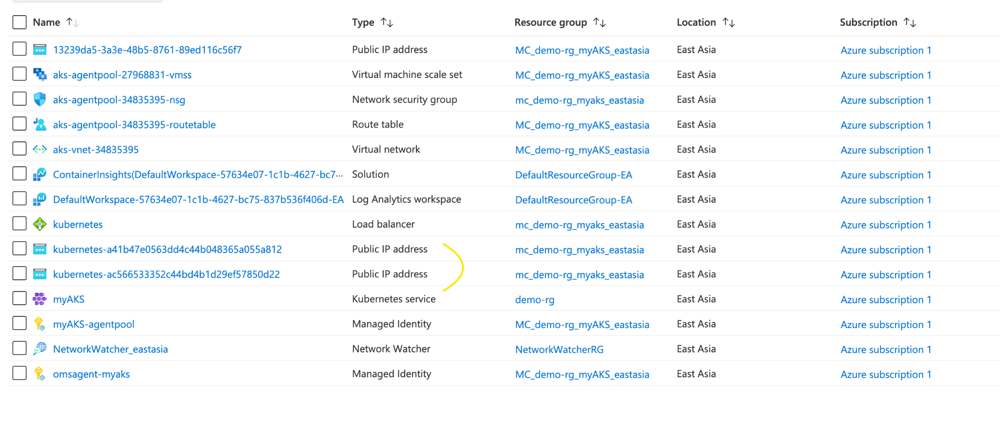 Name Type Resource group Location Subscription
13239da5-3a3e-48b5-8761-89ed116c56f7 Public IP address MC_demo-rg_myAKS_eastasia East Asia Azure subscription 1
aks-agentpool-27968831-vmss Virtual machine scale set MC_demo-rg_myAKS_eastasia East Asia Azure subscription 1
aks-agentpool-34835395-nsg Network security group mc_demo-rg_myaks_eastasia East Asia Azure subscription 1
aks-agentpool-34835395-routetable Route table MC_demo-rg_myAKS_eastasia East Asia Azure subscription 1
aks-vnet-34835395 Virtual network MC_demo-rg_myAKS_eastasia East Asia Azure subscription 1
ContainerInsights(DefaultWorkspace-57634e07-1c1b-4627-bc7... Solution DefaultResourceGroup-EA East Asia Azure subscription 1
DefaultWorkspace-57634e07-1c1b-4627-bc75-837b536f406d-EA Log Analytics workspace DefaultResourceGroup-EA East Asia Azure subscription 1
kubernetes Load balancer mc_demo-rg_myaks_eastasia East Asia Azure subscription 1
kubernetes-a41b47e0563dd4c44b048365a055a812 Public IP address mc_demo-rg_myaks_eastasia East Asia Azure subscription 1
kubernetes-ac566533352c44bd4b1d29ef57850d22 Public IP address mc_demo-rg_myaks_eastasia East Asia Azure subscription 1
myAKS Kubernetes service demo-rg East Asia Azure subscription 1
myAKS-agentpool Managed Identity MC_demo-rg_myAKS_eastasia East Asia Azure subscription 1
NetworkWatcher_eastasia Network Watcher NetworkWatcherRG East Asia Azure subscription 1
omsagent-myaks Managed Identity MC_demo-rg_myAKS_eastasia East Asia Azure subscription 1